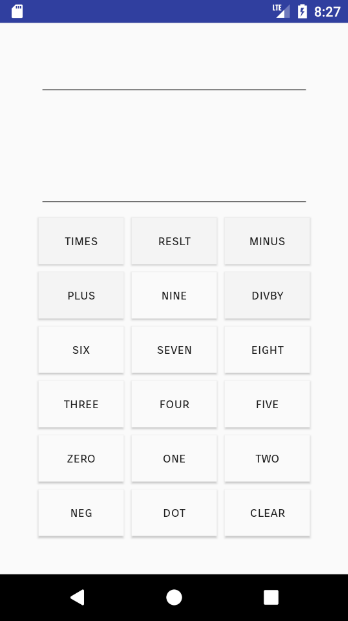 LTE 8:27
TIMES RESLT MINUS
PLUS NINE DIVBY
SIX SEVEN EIGHT
THREE FOUR FIVE
ZERO ONE TWO
NEG DOT CLEAR